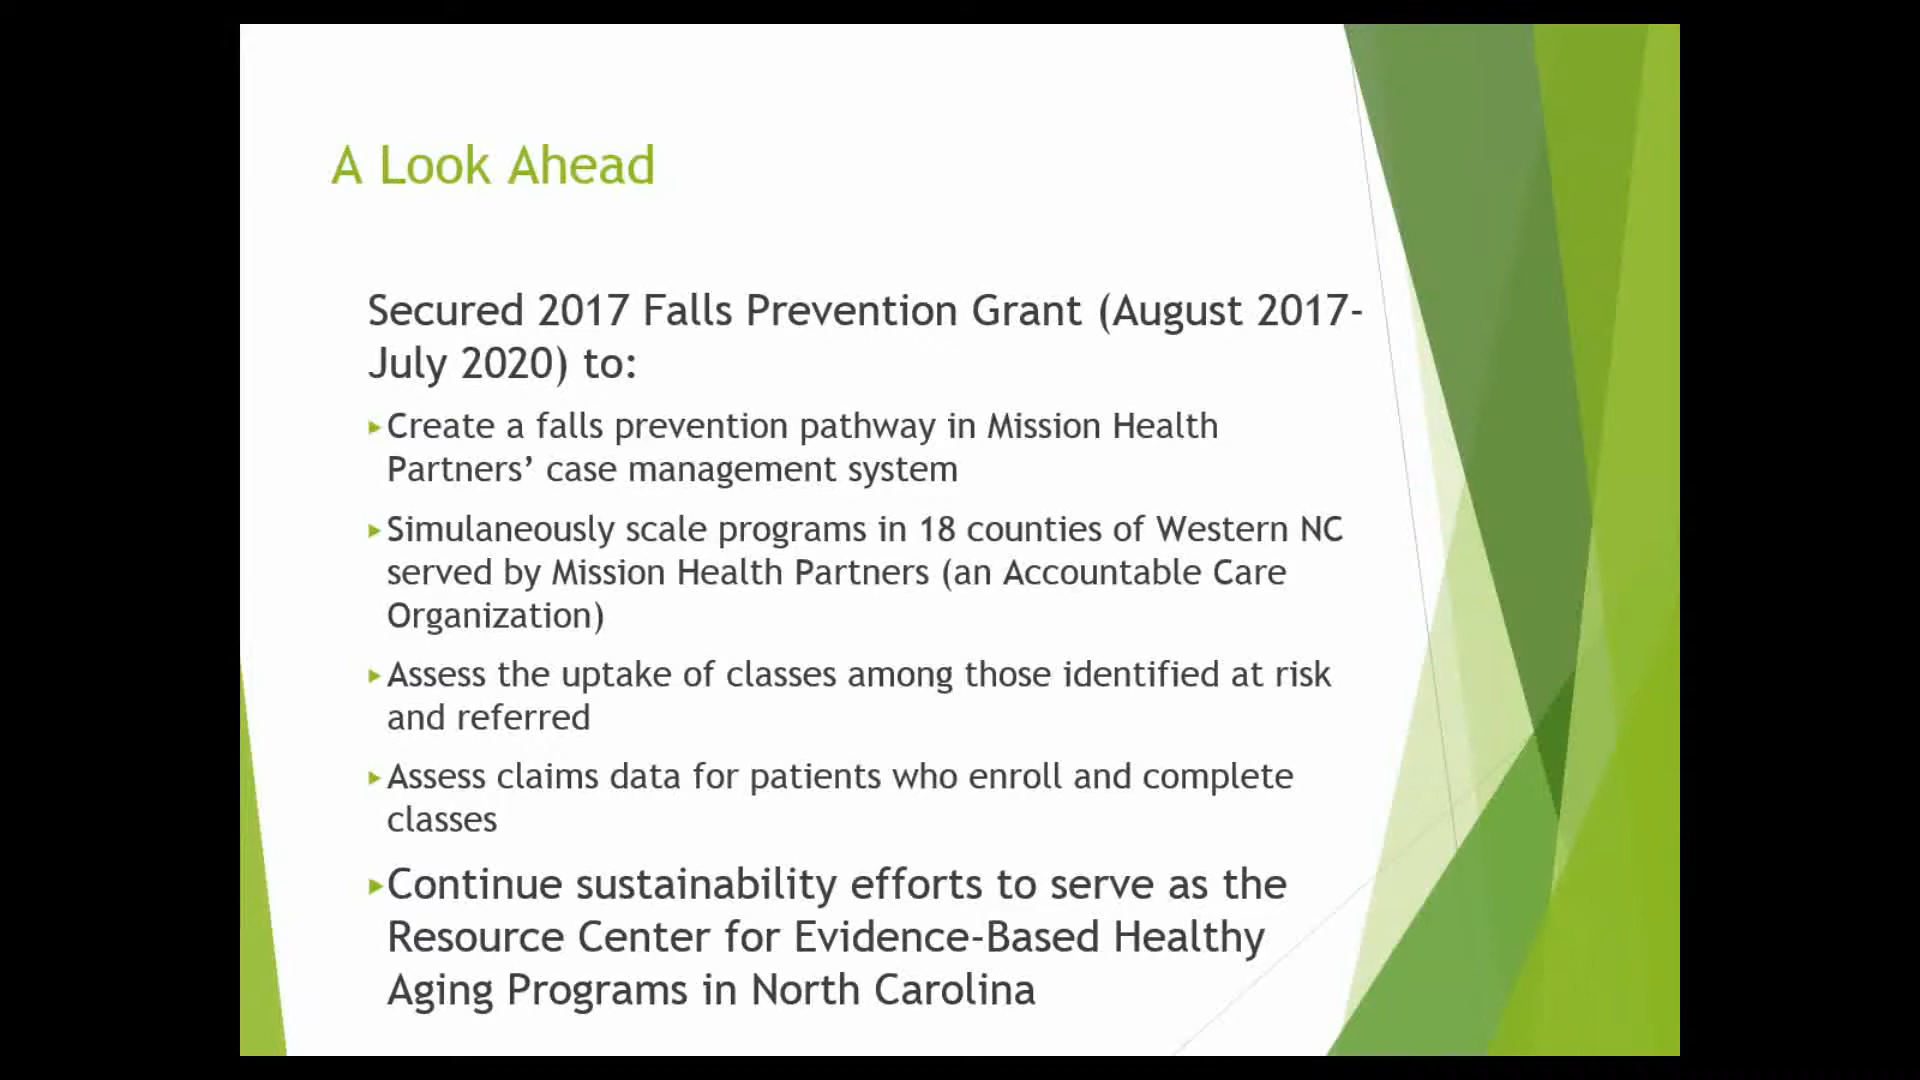 A Look Ahead
Secured 2017 Falls Prevention Grant (August 2017-
July 2020) to:
▸Create a falls prevention pathway in Mission Health
Partners’ case management system
▸Simulaneously scale programs in 18 counties of Western NC
served by Mission Health Partners (an Accountable Care
Organization)
▸Assess the uptake of classes among those identified at risk
and referred
▸Assess claims data for patients who enroll and complete
classes
▸Continue sustainability efforts to serve as the
Resource Center for Evidence-Based Healthy
Aging Programs in North Carolina